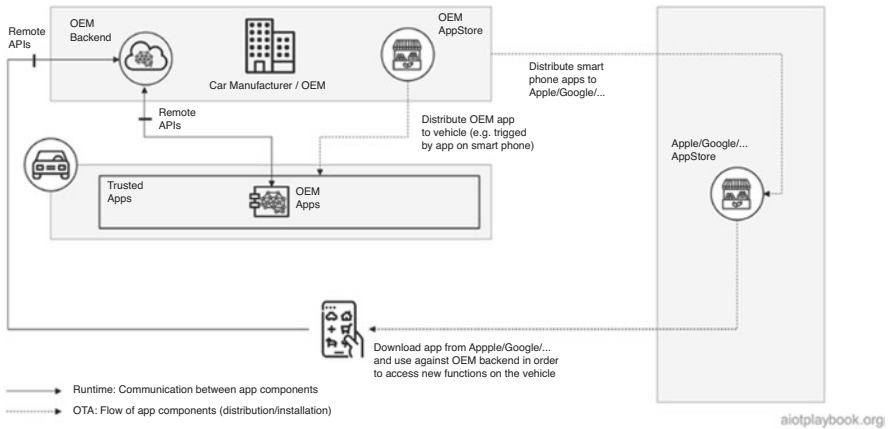 Remote
APIs
OEM
Backend
Car Manufacturer / OEM
OEM
AppStore
Distribute smart
phone apps to
Apple/Google/...
Remote
APIs
Distribute OEM app
to vehicle (e.g. trigged
by app on smart phone)
Apple/Google/...
AppStore
Trusted
Apps
OEM
Apps
Download app from Appple/Google/...
and use against OEM backend in order
to access new functions on the vehicle
Runtime: Communication between app components
OTA: Flow of app components (distribution/installation)
aiotplaybook.org